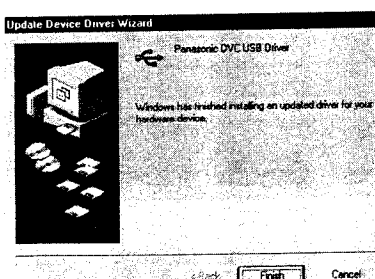 Update Device Driver Wizard
Panasonic DVC USB Driver
Windows has finished installing an updated driver for your
hardware device.
< Back
Finish
Cancel